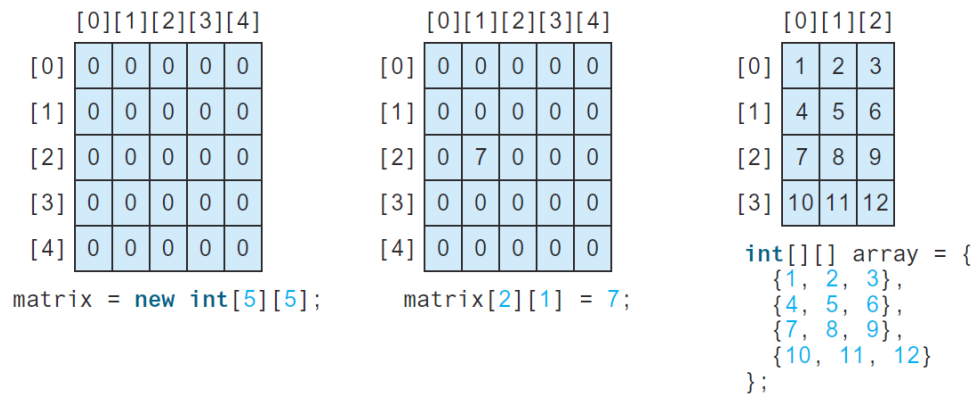 [0][1][2][3][4]
[0] 0 0 0 0 0
[1] 0 0 0 0 0
[2] 0 0 0 0 0
[3] 0 0 0 0 0
[4] 0 0 0 0 0
matrix = new int[5][5];
[0][1][2][3][4]
[0] 0 0 0 0 0
[1] 0 0 0 0 0
[2] 0 7 0 0 0
[3] 0 0 0 0 0
[4] 0 0 0 0 0
matrix[2][1] = 7;
[0][1][2]
[0] 1 2 3
[1] 4 5 6
[2] 7 8 9
[3] 10 11 12
int[][] array = {
{1, 2, 3},
{4, 5, 6},
{7, 8, 9},
{10, 11, 12}
};